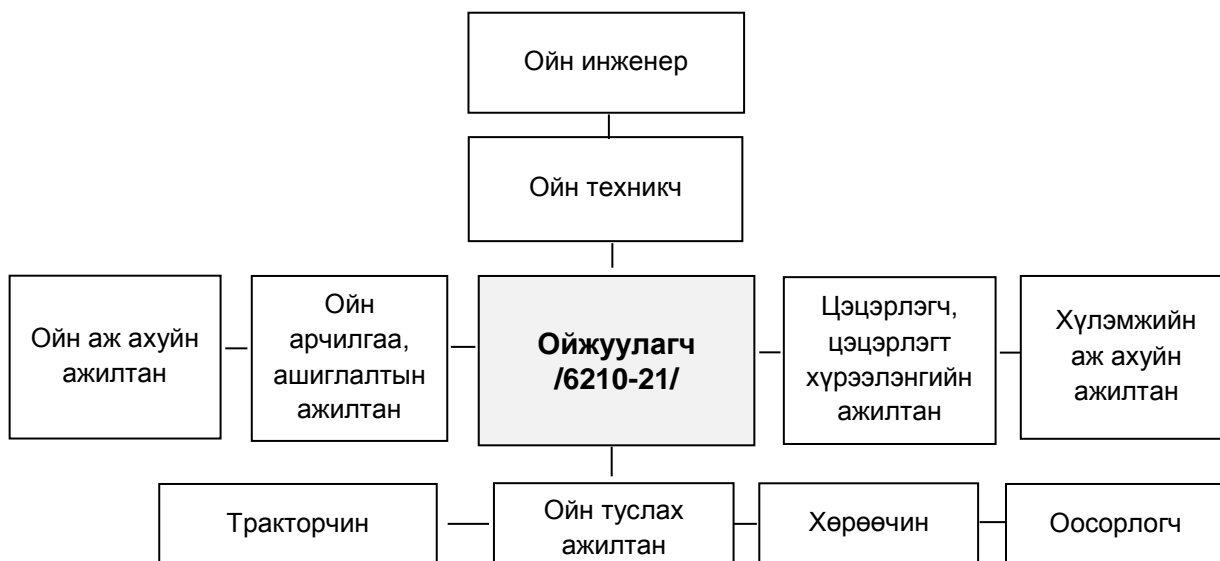 Ойн инженер
Ойн техникч
Ойн аж ахуйн
ажилтан
Ойн
арчилгаа,
ашиглалтын
ажилтан
Ойжуулагч
/6210-21/
Цэцэрлэгч,
цэцэрлэгт
хүрээлэнгийн
ажилтан
Хүлэмжийн
аж ахуйн
ажилтан
Тракторчин
Ойн туслах
ажилтан
Хөрөөчин
Оосорлогч